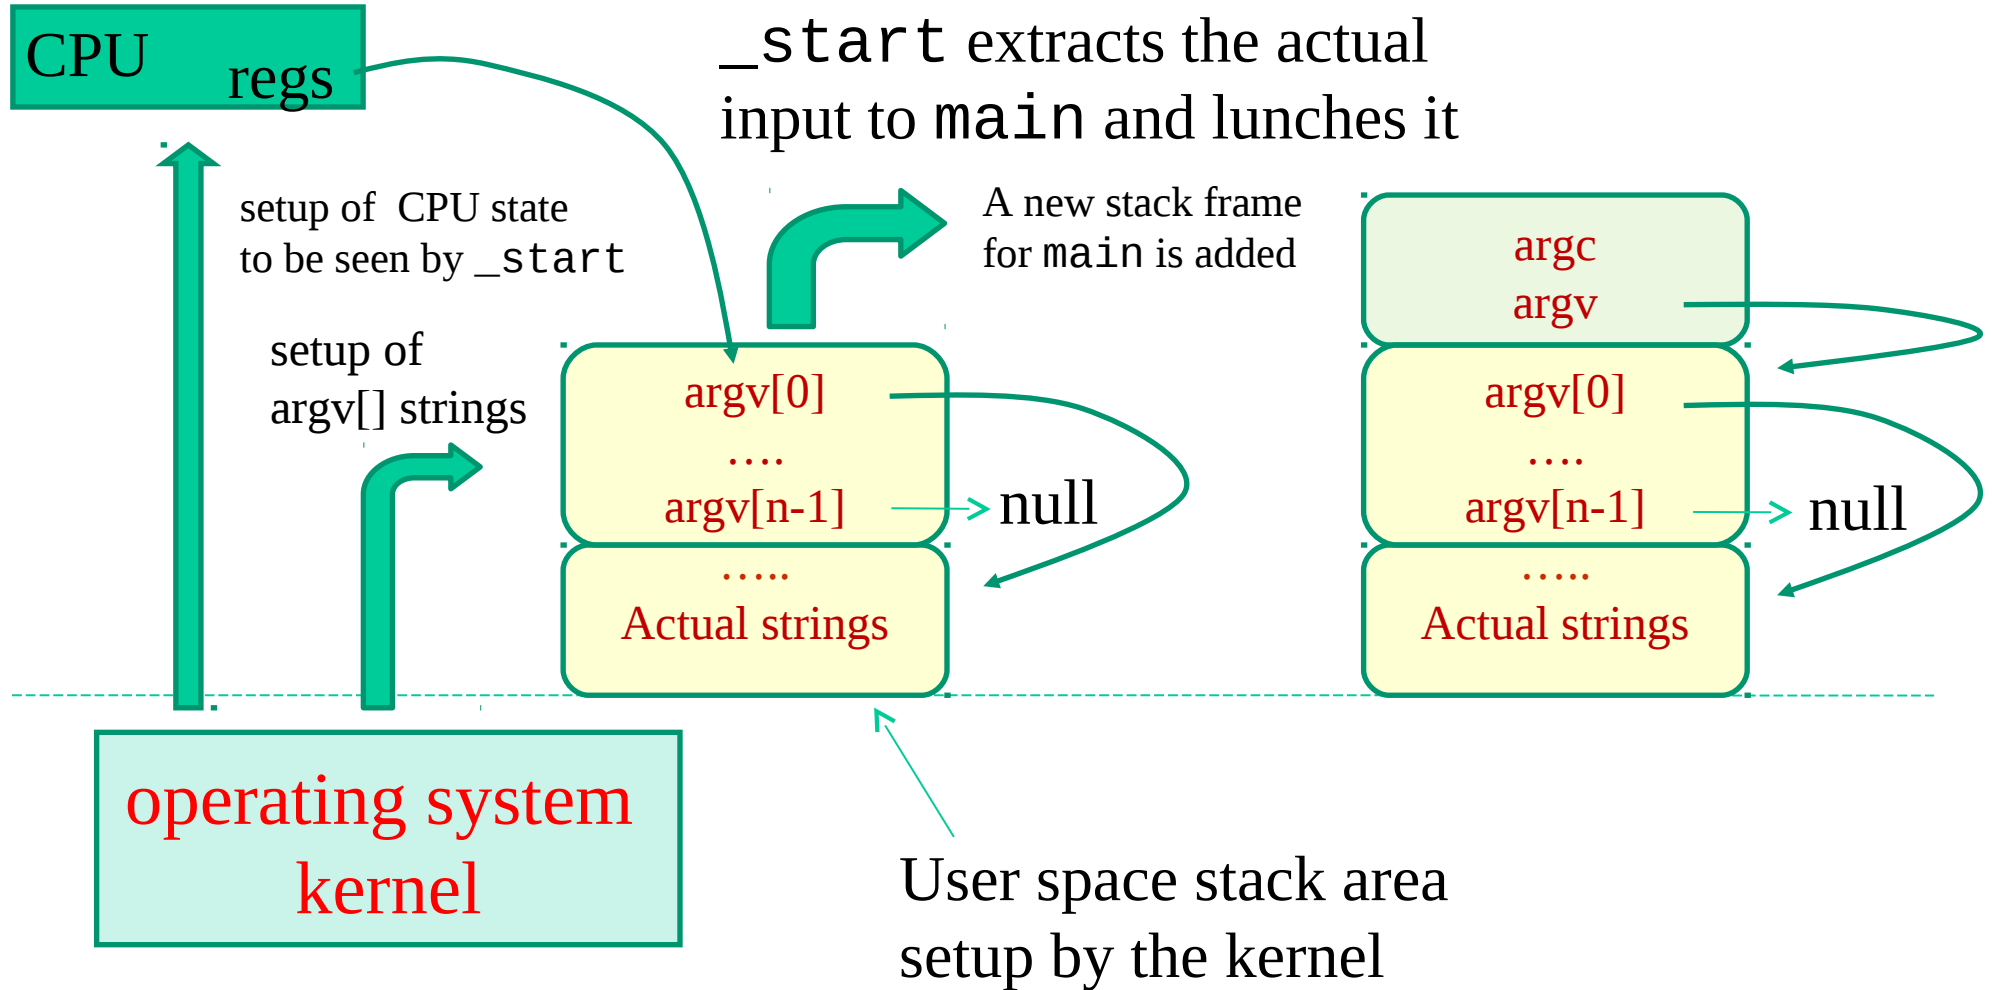 CPU
regs
_start extracts the actual
input to main and lunches it
setup of  CPU state
to be seen by _start
A new stack frame
for main is added
setup of
argv[] strings
argv[0]
....
argv[n-1]
null
.....
Actual strings
argc
argv
argv[0]
....
argv[n-1]
null
.....
Actual strings
operating system
kernel
User space stack area
setup by the kernel